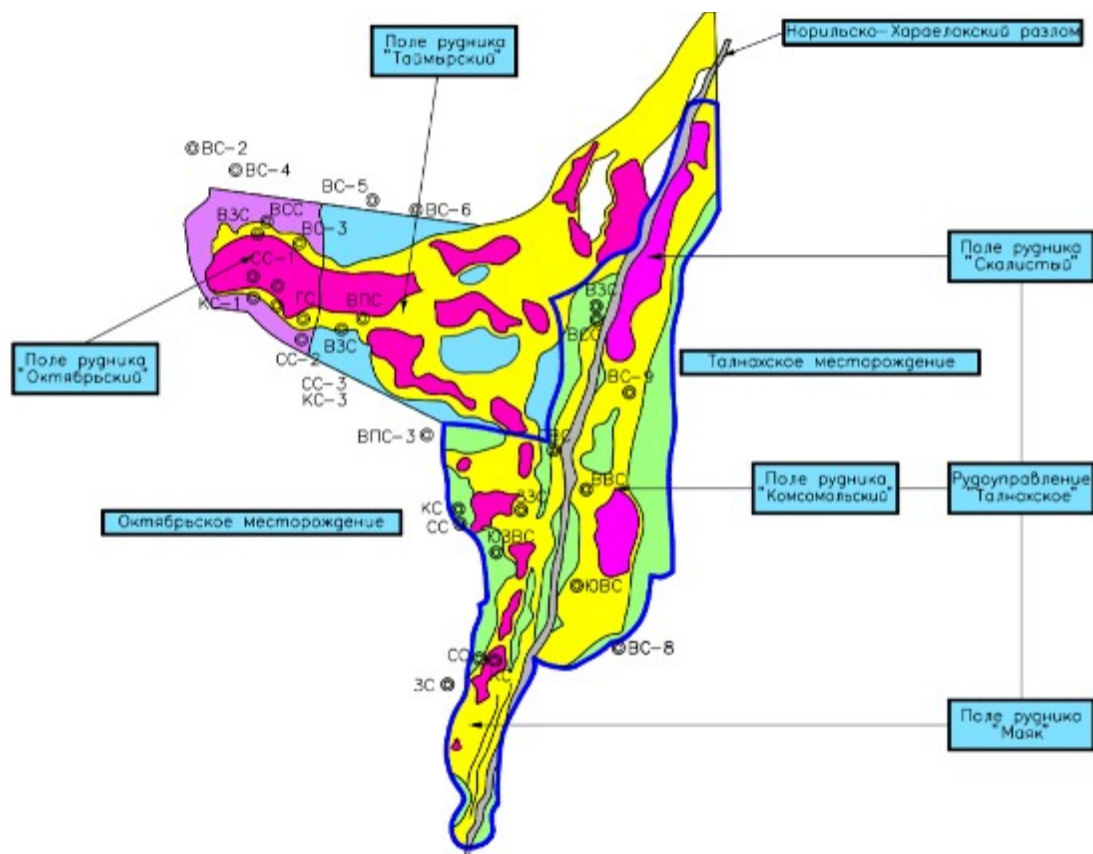 Норильско-Хараелакский разлом
Поле рудника
"Таймырский"
ВС-2
ВС-4
ВС-5
ВС-6
ВСС
ВЗС
ВС-3
СС-1
КС-1
ГС
ВПС
ВЗС
СС-2
СС-3
КС-3
Поле рудника
"Октябрьский"
ВПС-3
Поле рудника
"Скалистый"
ВЗС
ВСС
Талнахское месторождение
ВС-9
ВВС
Поле рудника
"Комсомольский"
Рудоуправление
"Талнахское"
Октябрьское месторождение
КС
СС
ВЗС
ЮЗВС
ЮВС
ВС-8
ЗС
КС
Поле рудника
"Маяк"